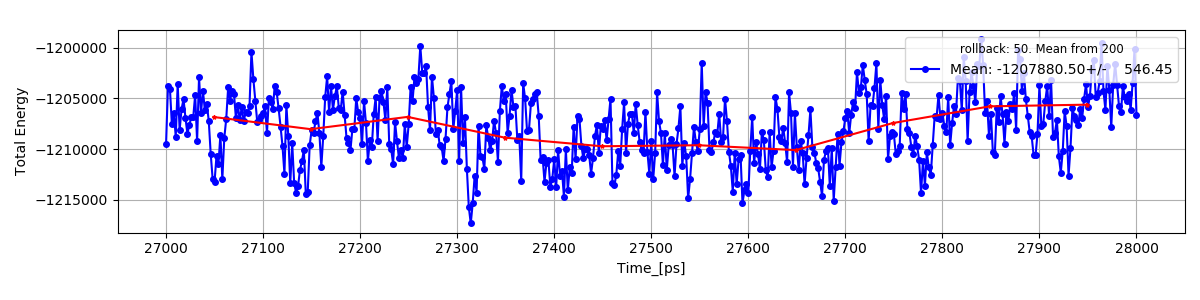 −1200000
−1205000
−1210000
−1215000
Total Energy
rollback: 50. Mean from 200
Mean: -1207880.50+/- 546.45
27000 27100 27200 27300 27400 27500 27600 27700 27800 27900 28000
Time_[ps]